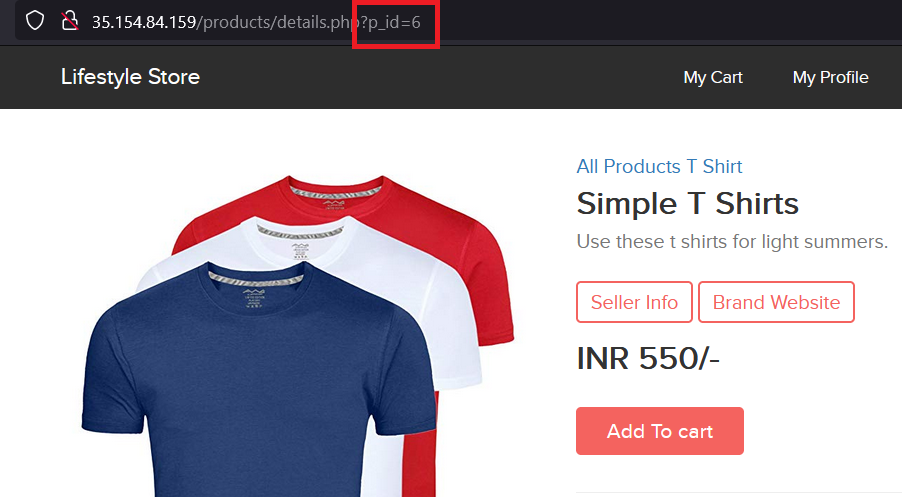 35.154.84.159/products/details.php?p_id=6
Lifestyle Store
My Cart
My Profile
All Products T Shirt
Simple T Shirts
Use these t shirts for light summers.
Seller Info
Brand Website
INR 550/-
Add To cart